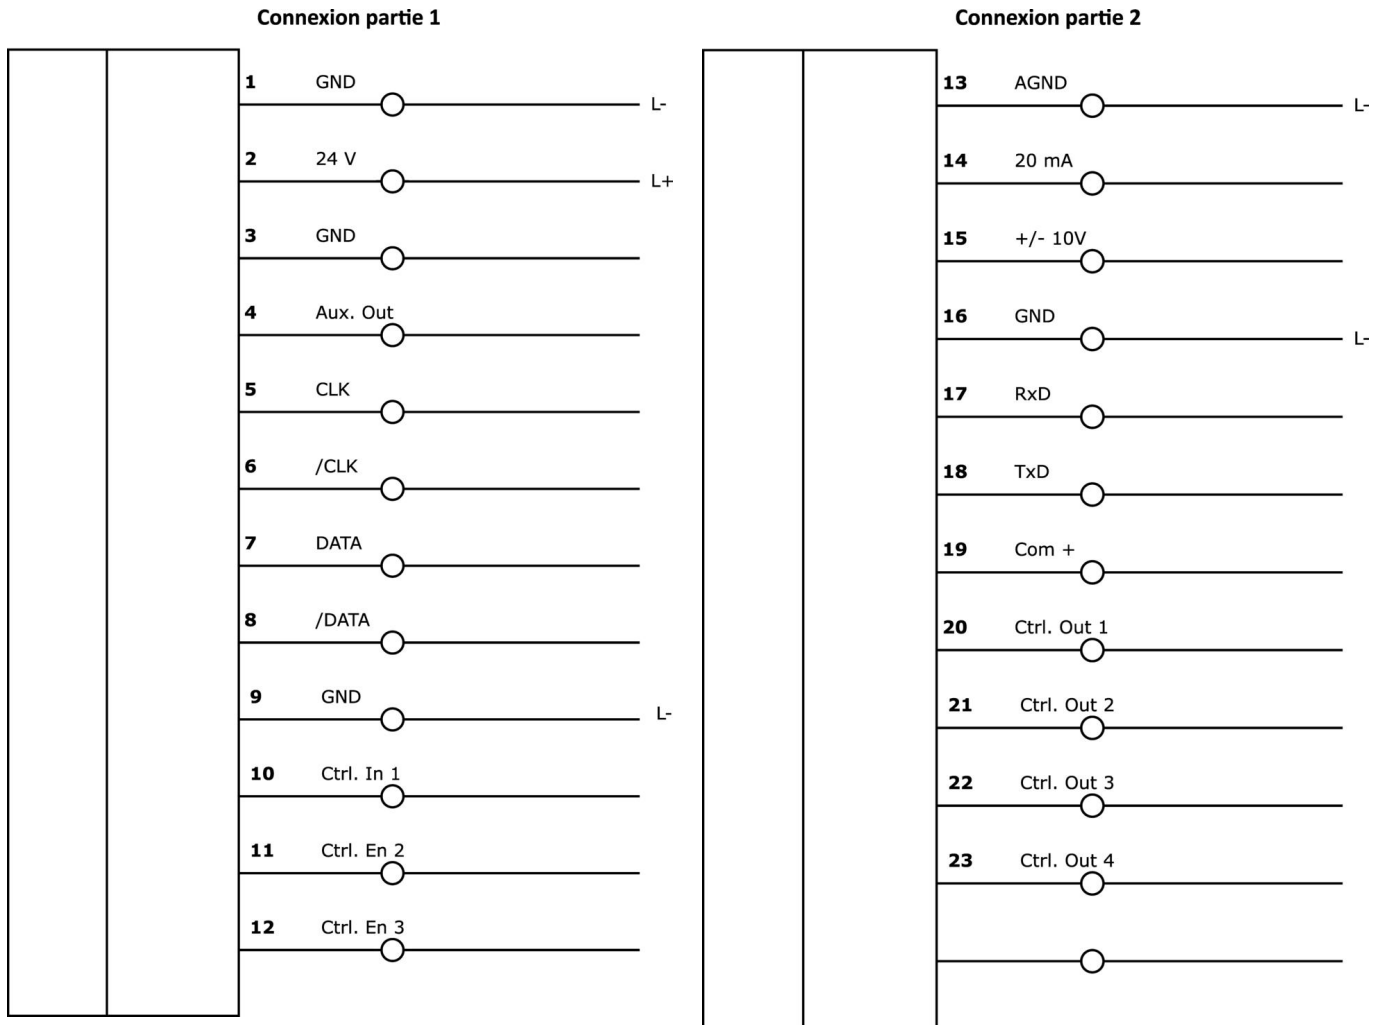 Connexion partie 1
1 GND
L-
2 24 V
L+
3 GND
4 Aux. Out
5 CLK
6 /CLK
7 DATA
8 /DATA
9 GND
L-
10 Ctrl. In 1
11 Ctrl. En 2
12 Ctrl. En 3
Connexion partie 2
13 AGND
L-
14 20 mA
15 +/- 10V
16 GND
L-
17 RxD
18 TxD
19 Com +
20 Ctrl. Out 1
21 Ctrl. Out 2
22 Ctrl. Out 3
23 Ctrl. Out 4